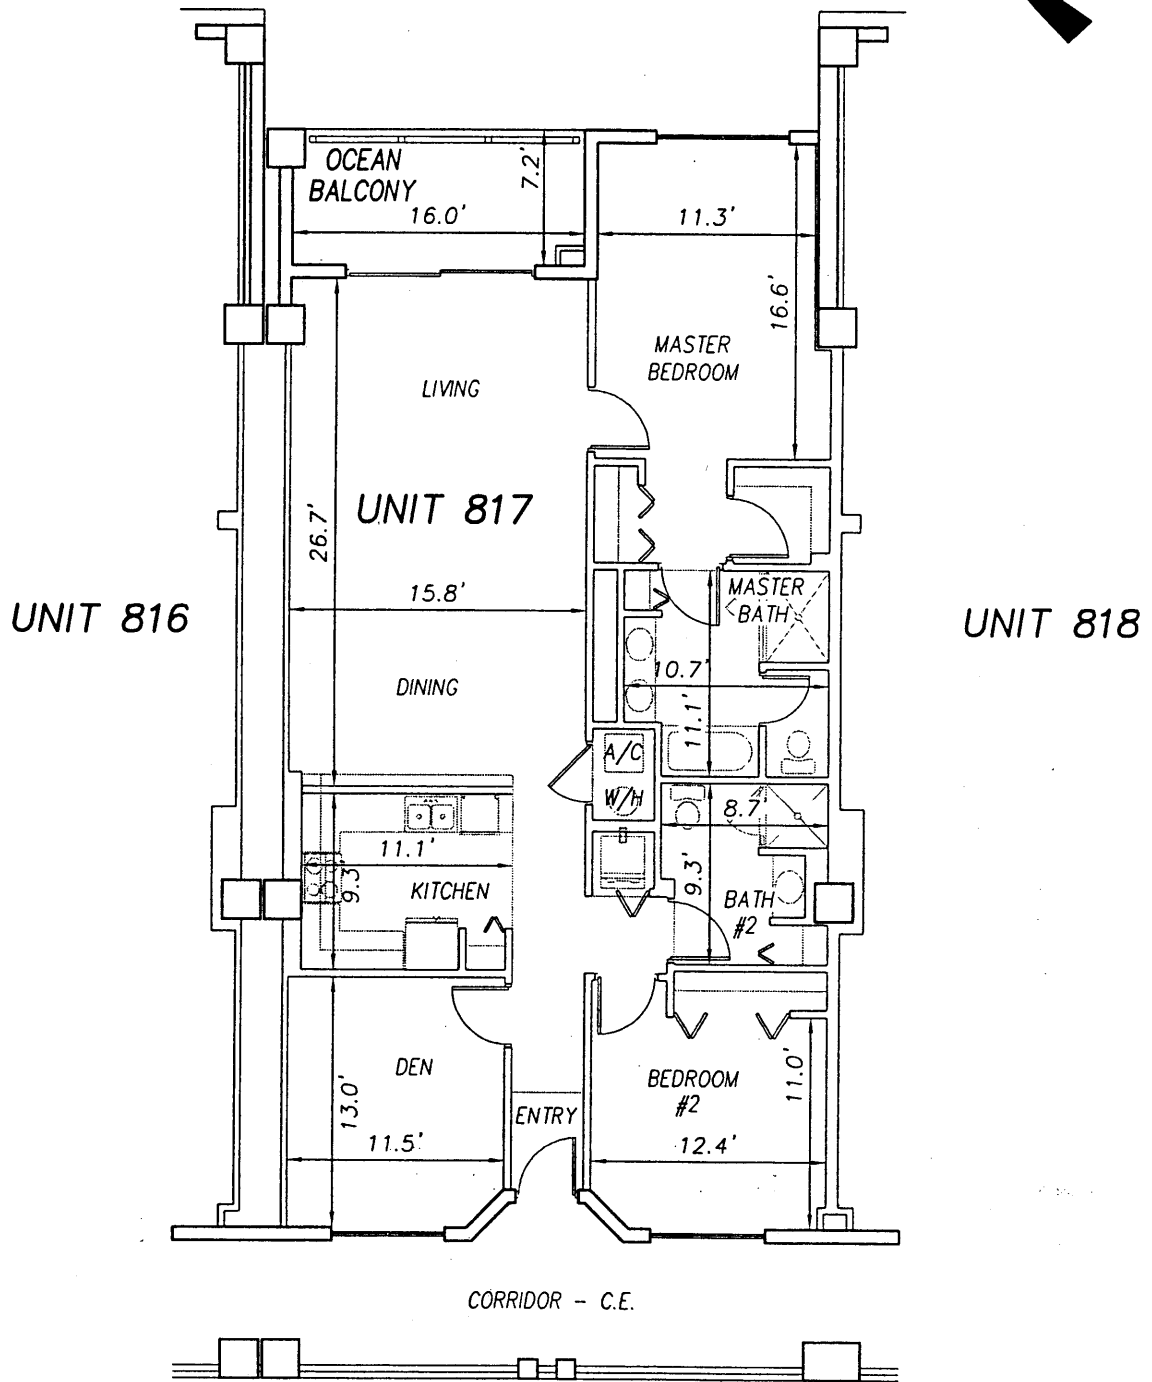 OCEAN
BALCONY
7.2'
16.0'
11.3'
16.6'
MASTER
BEDROOM
LIVING
UNIT 817
26.7'
15.8'
UNIT 816
MASTER
BATH
UNIT 818
10.7'
DINING
11.1'
A/C
W/H
8.7'
11.1'
9.3'
KITCHEN
9.3'
BATH
#2
DEN
13.0'
11.5'
ENTRY
BEDROOM
#2
11.0'
12.4'
CORRIDOR - C.E.